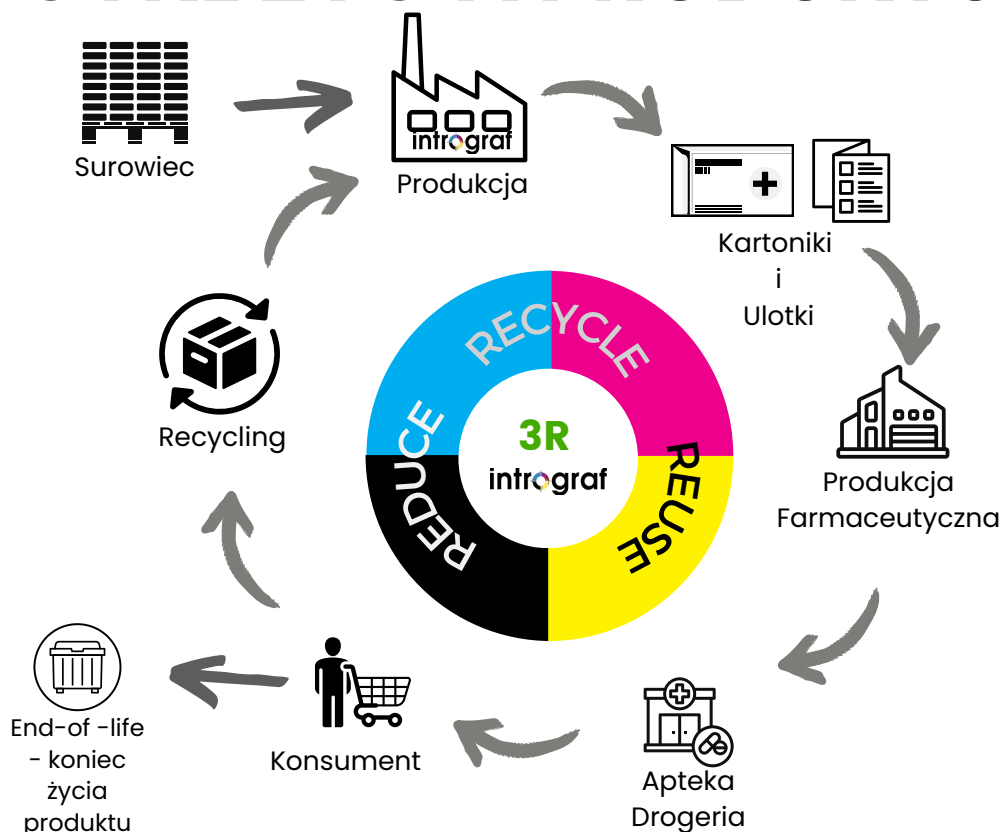 Surowiec
intrograf
Produkcja
Kartoniki
i
Ulotki
Produkcja
Farmaceutyczna
Apteka
Drogeria
Konsument
End-of -life
- koniec
życia
produktu
Recycling
RECYCLE
REUSE
REDUCE
3R
intrograf